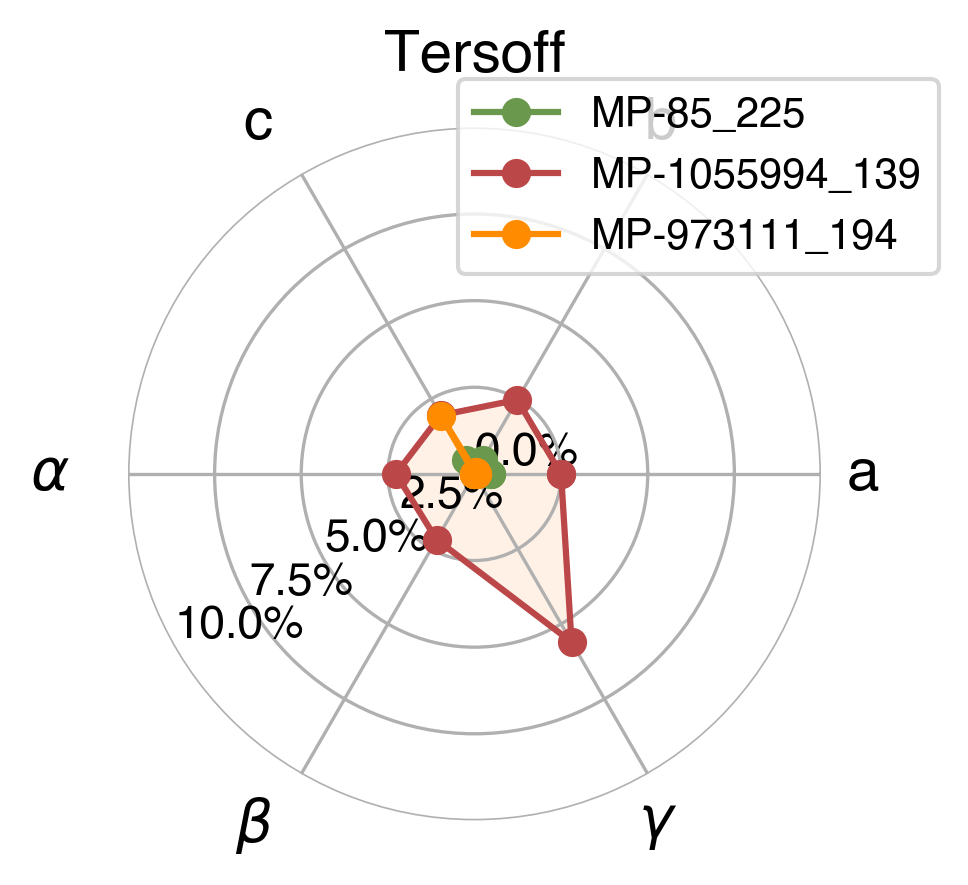 Tersoff
c
b
MP-85_225
MP-1055994_139
MP-973111_194
0.0%
α
a
2.5%
5.0%
7.5%
10.0%
β
γ